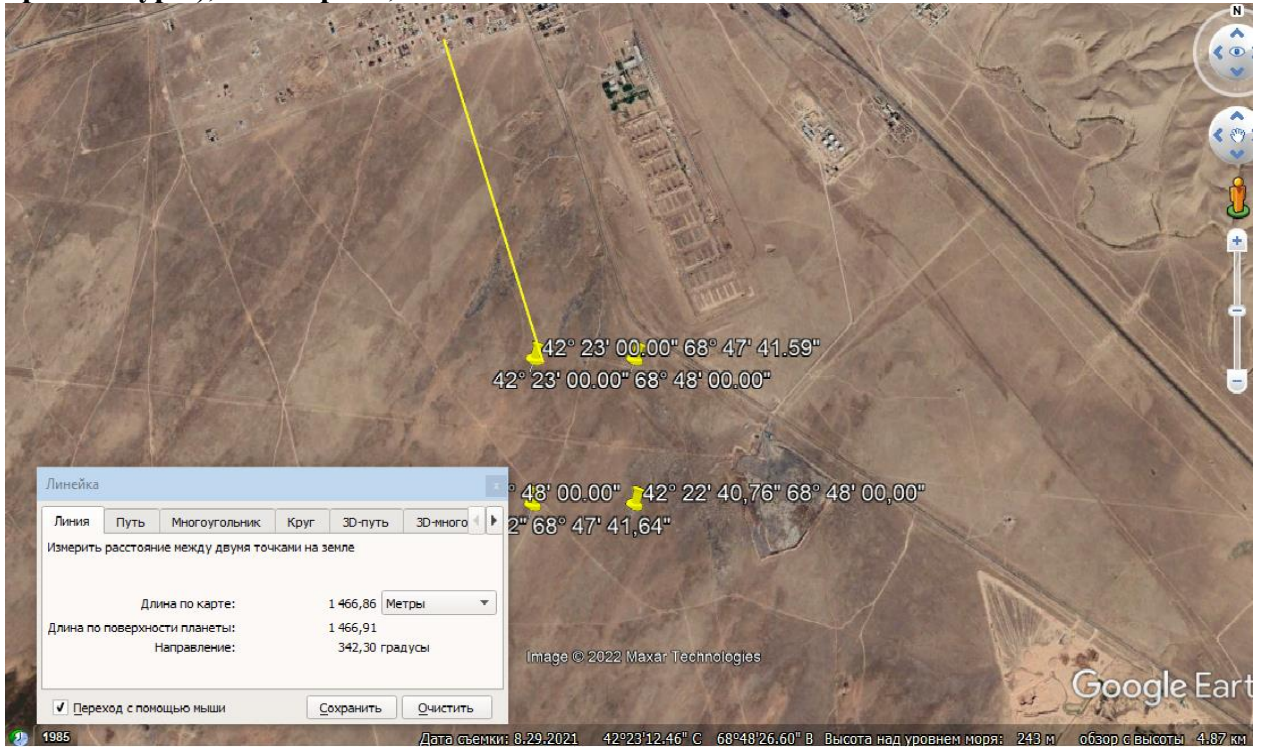 N
42° 23' 00.00" 68° 47' 41.59"
42° 23' 00.00" 68° 48' 00.00"
° 48' 00.00" 42° 22' 40,76" 68° 48' 00,00"
2" 68° 47' 41,64"
Линейка
Линия Путь Многоугольник Круг 3D-путь 3D-много
Измерить расстояние между двумя точками на земле
Длина по карте: 1 466,86 Метры
Длина по поверхности планеты: 1 466,91
Направление: 342,30 градусы
Переход с помощью мыши Сохранить Очистить
Image © 2022 Maxar Technologies
Google Eart
1985 Дата съемки: 8.29.2021 42°23'12.46" С 68°48'26.60" В Высота над уровнем моря: 243 м обзор с высоты 4.87 км